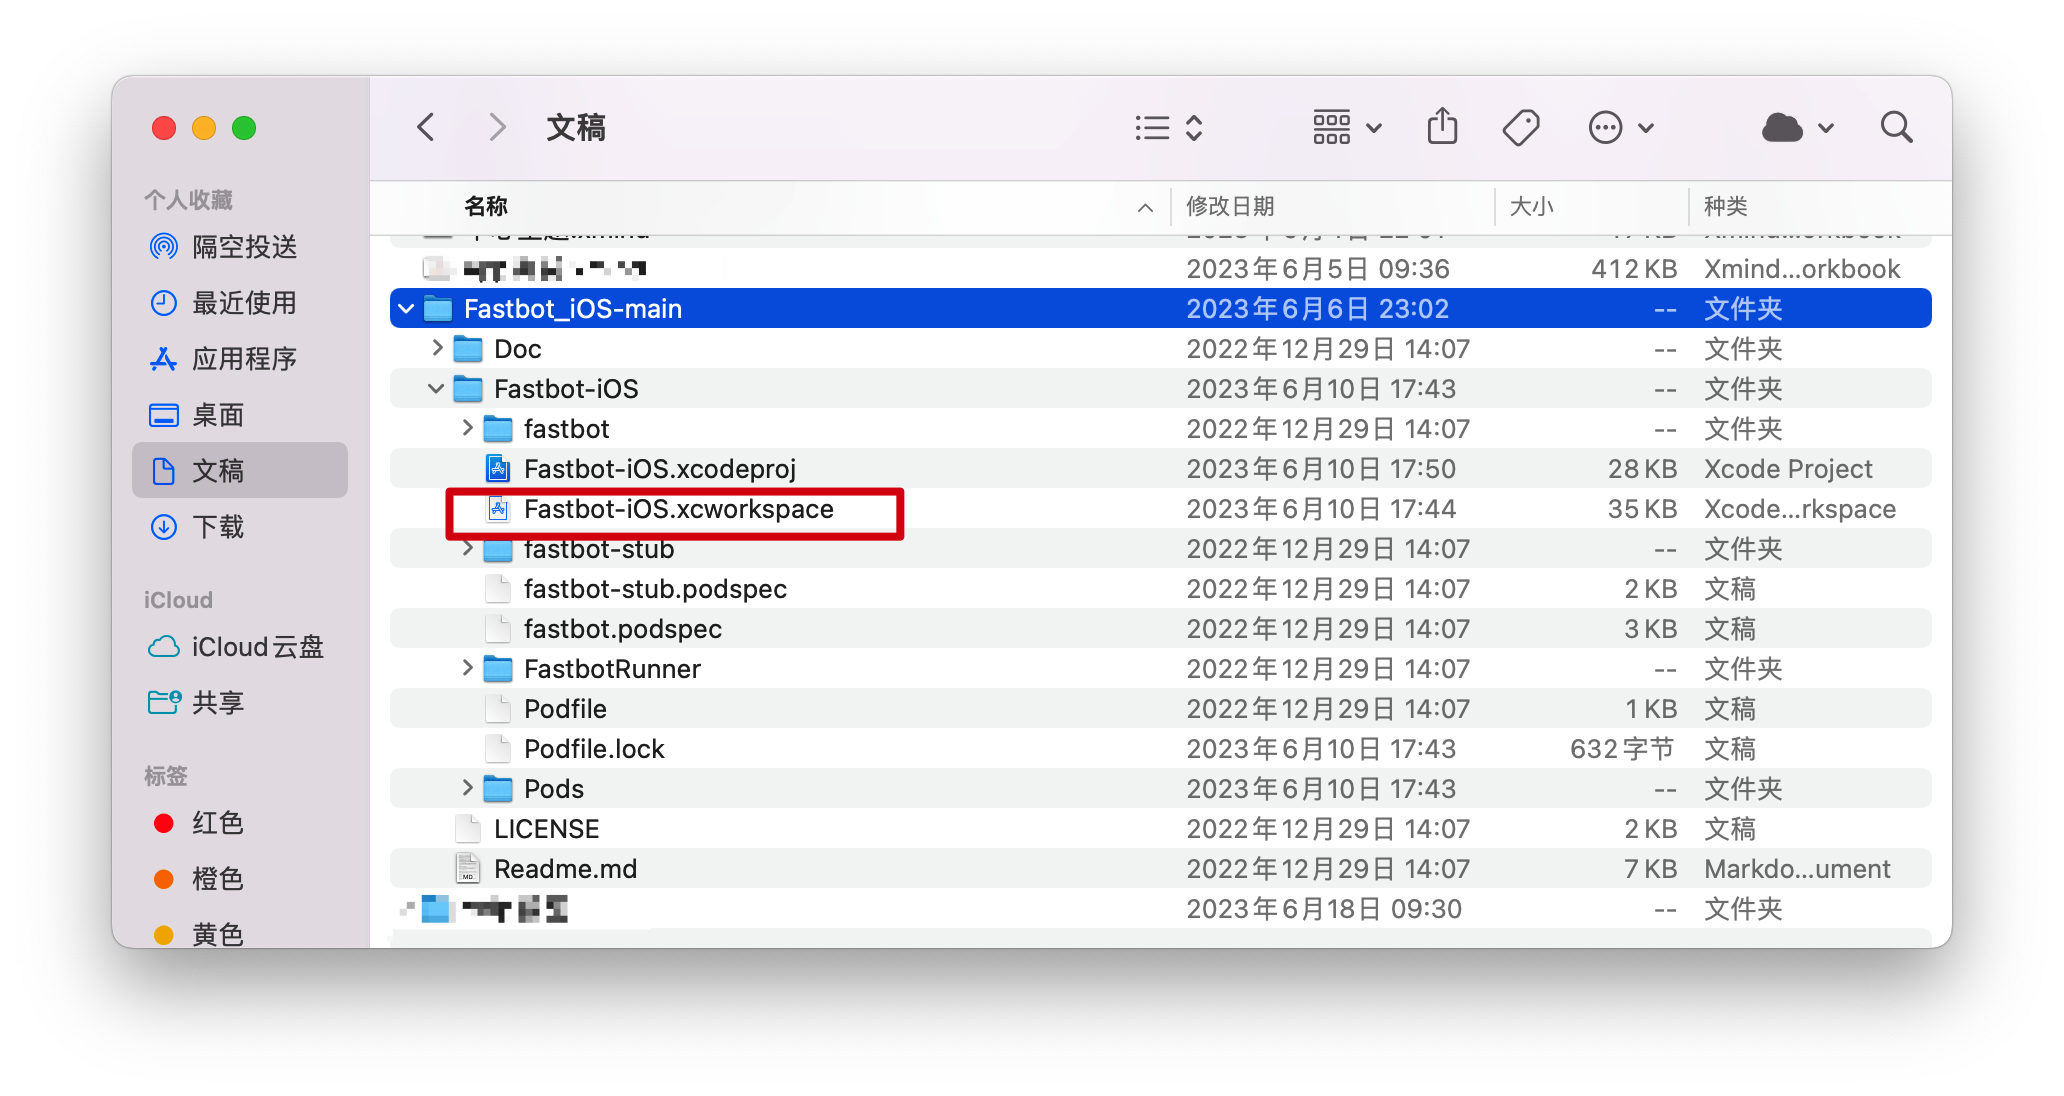 文稿
个人收藏
隔空投送
最近使用
应用程序
桌面
文稿
下载
iCloud
iCloud云盘
共享
标签
红色
橙色
黄色
名称 修改日期 大小 种类
2023年6月5日 09:36 412 KB Xmind...orkbook
Fastbot_iOS-main 2023年6月6日 23:02 -- 文件夹
Doc 2022年12月29日 14:07 -- 文件夹
Fastbot-iOS 2023年6月10日 17:43 -- 文件夹
fastbot 2022年12月29日 14:07 -- 文件夹
Fastbot-iOS.xcodeproj 2023年6月10日 17:50 28 KB Xcode Project
Fastbot-iOS.xcworkspace 2023年6月10日 17:44 35 KB Xcode...rkspace
fastbot-stub 2022年12月29日 14:07 -- 文件夹
fastbot-stub.podspec 2022年12月29日 14:07 2 KB 文稿
fastbot.podspec 2022年12月29日 14:07 3 KB 文稿
FastbotRunner 2022年12月29日 14:07 -- 文件夹
Podfile 2022年12月29日 14:07 1 KB 文稿
Podfile.lock 2023年6月10日 17:43 632 字节 文稿
Pods 2023年6月10日 17:43 -- 文件夹
LICENSE 2022年12月29日 14:07 2 KB 文稿
Readme.md 2022年12月29日 14:07 7 KB Markdo...ument
2023年6月18日 09:30 -- 文件夹